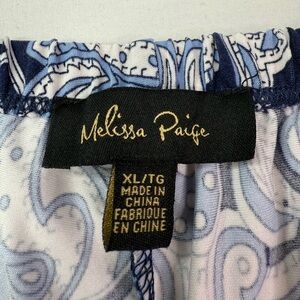 Melissa Paige
XL/TG
MADE IN
CHINA
FABRIQUE
EN CHINE